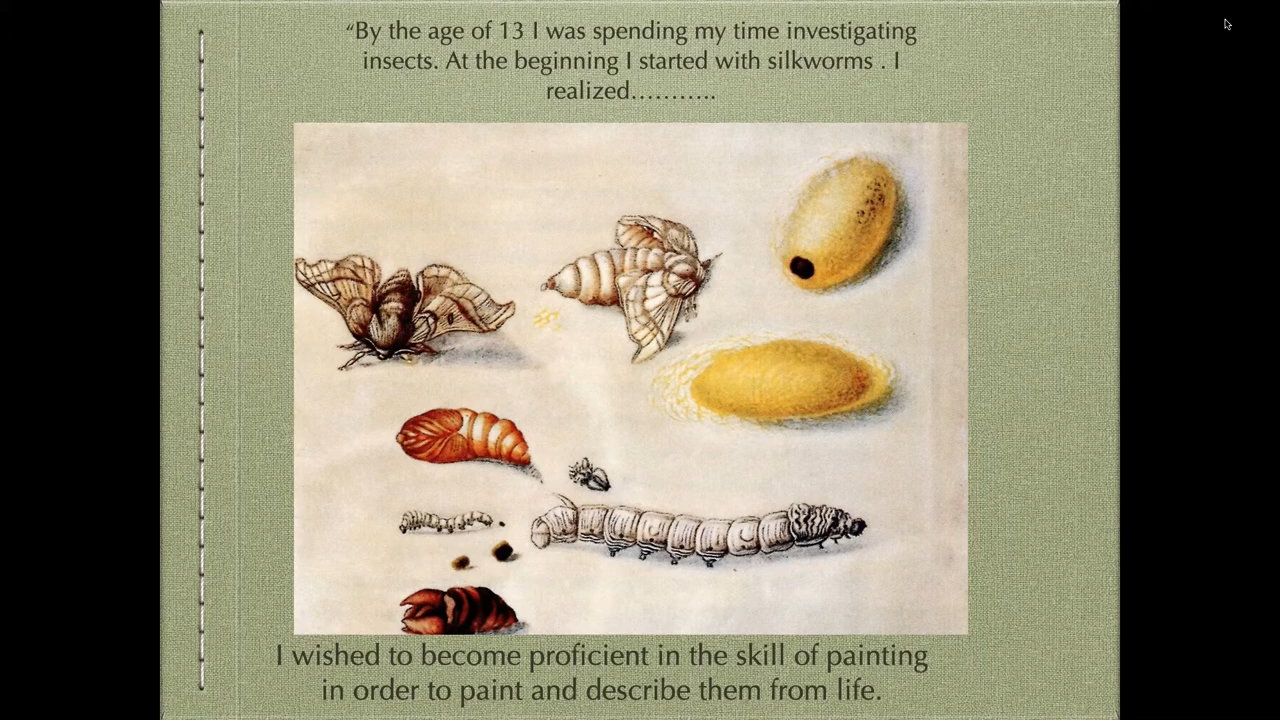 “By the age of 13 I was spending my time investigating
insects. At the beginning I started with silkworms . I
realized………..
I wished to become proficient in the skill of painting
in order to paint and describe them from life.